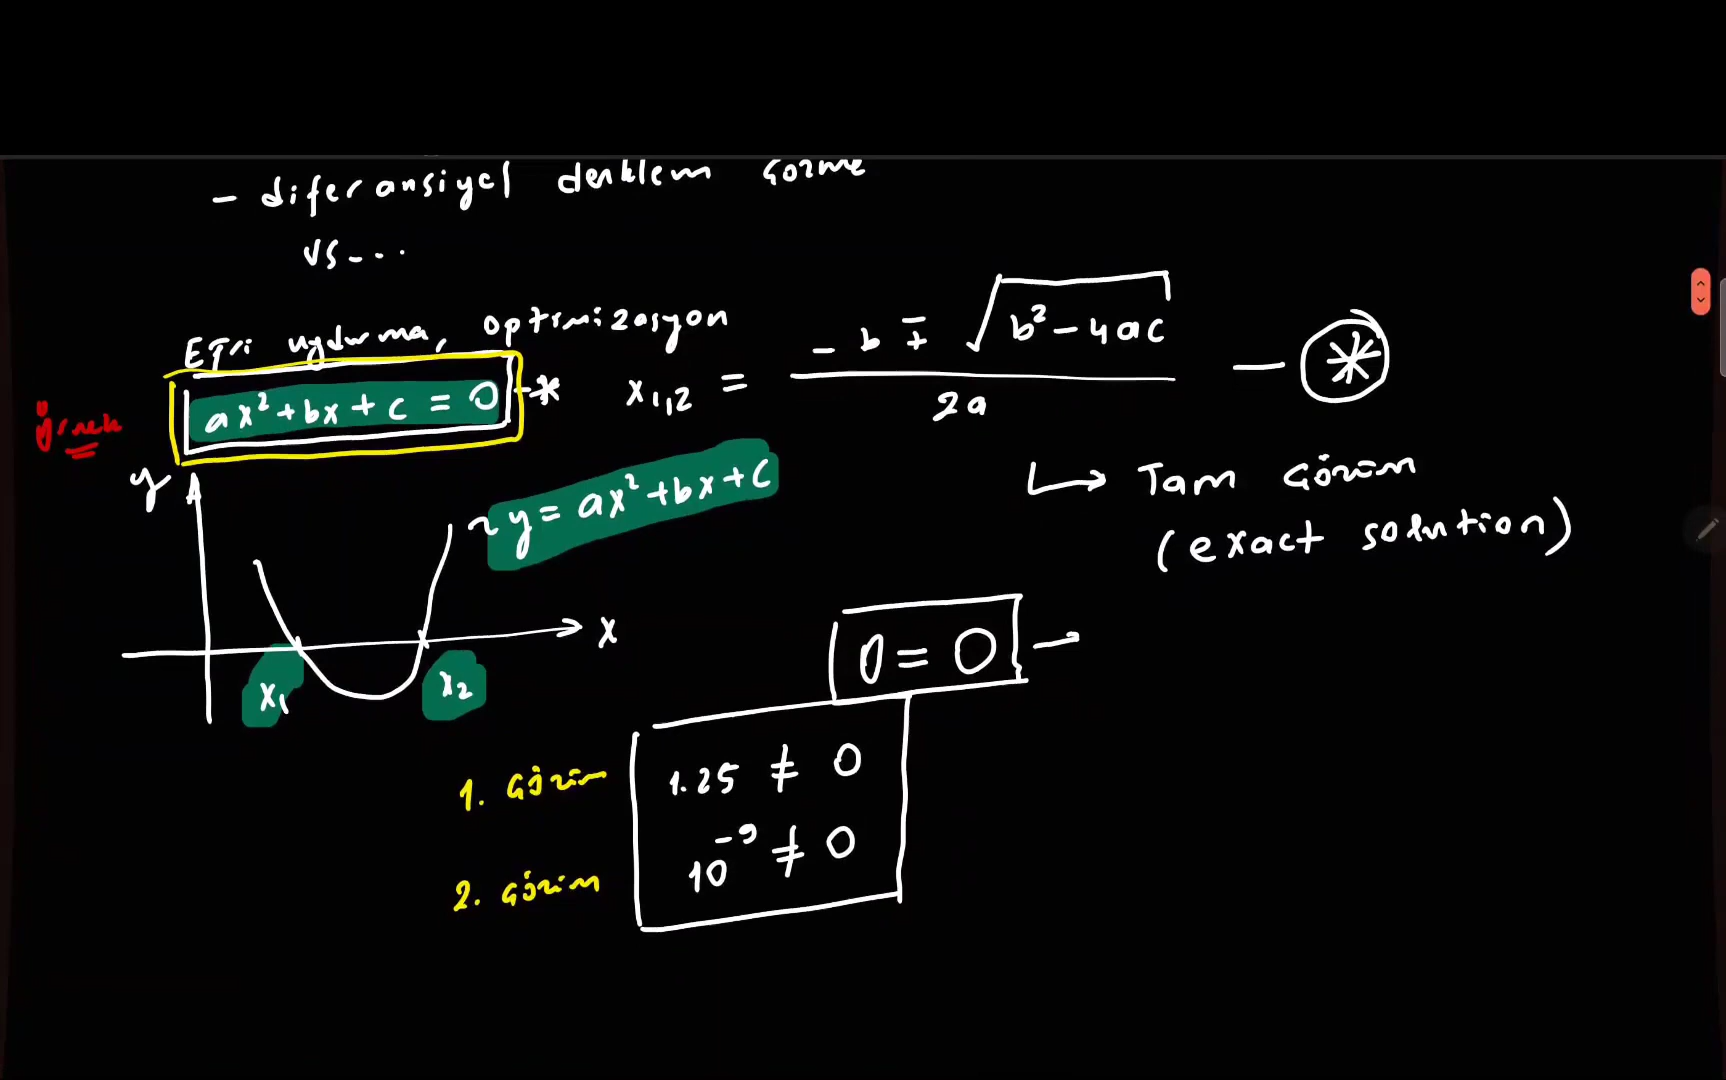 - diferansiyel denklem çözme
vs...
Eğri uydurma, optimizasyon
örnek
ax² + bx + c = 0 * x₁,₂ = (-b ∓ √(b² - 4ac)) / 2a - *
y
y = ax² + bx + c
→ Tam çözüm
(exact solution)
x
x₁ x₂
0 = 0 →
1. çözüm 1.25 ≠ 0
2. çözüm 10⁻⁹ ≠ 0